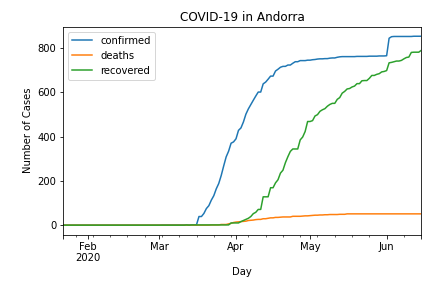 COVID-19 in Andorra
confirmed
deaths
recovered
Number of Cases
800
600
400
200
0
Feb
2020
Mar
Apr
May
Jun
Day